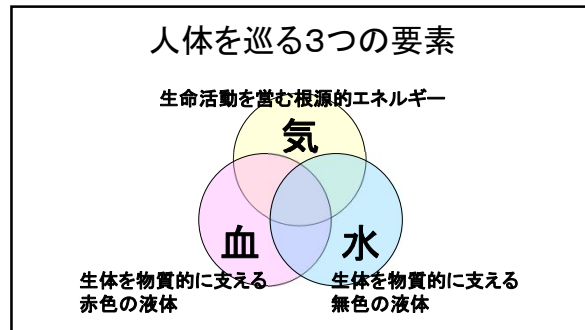 人体を巡る3つの要素
生命活動を営む根源的エネルギー
気
血
水
生体を物質的に支える
赤色の液体
生体を物質的に支える
無色の液体